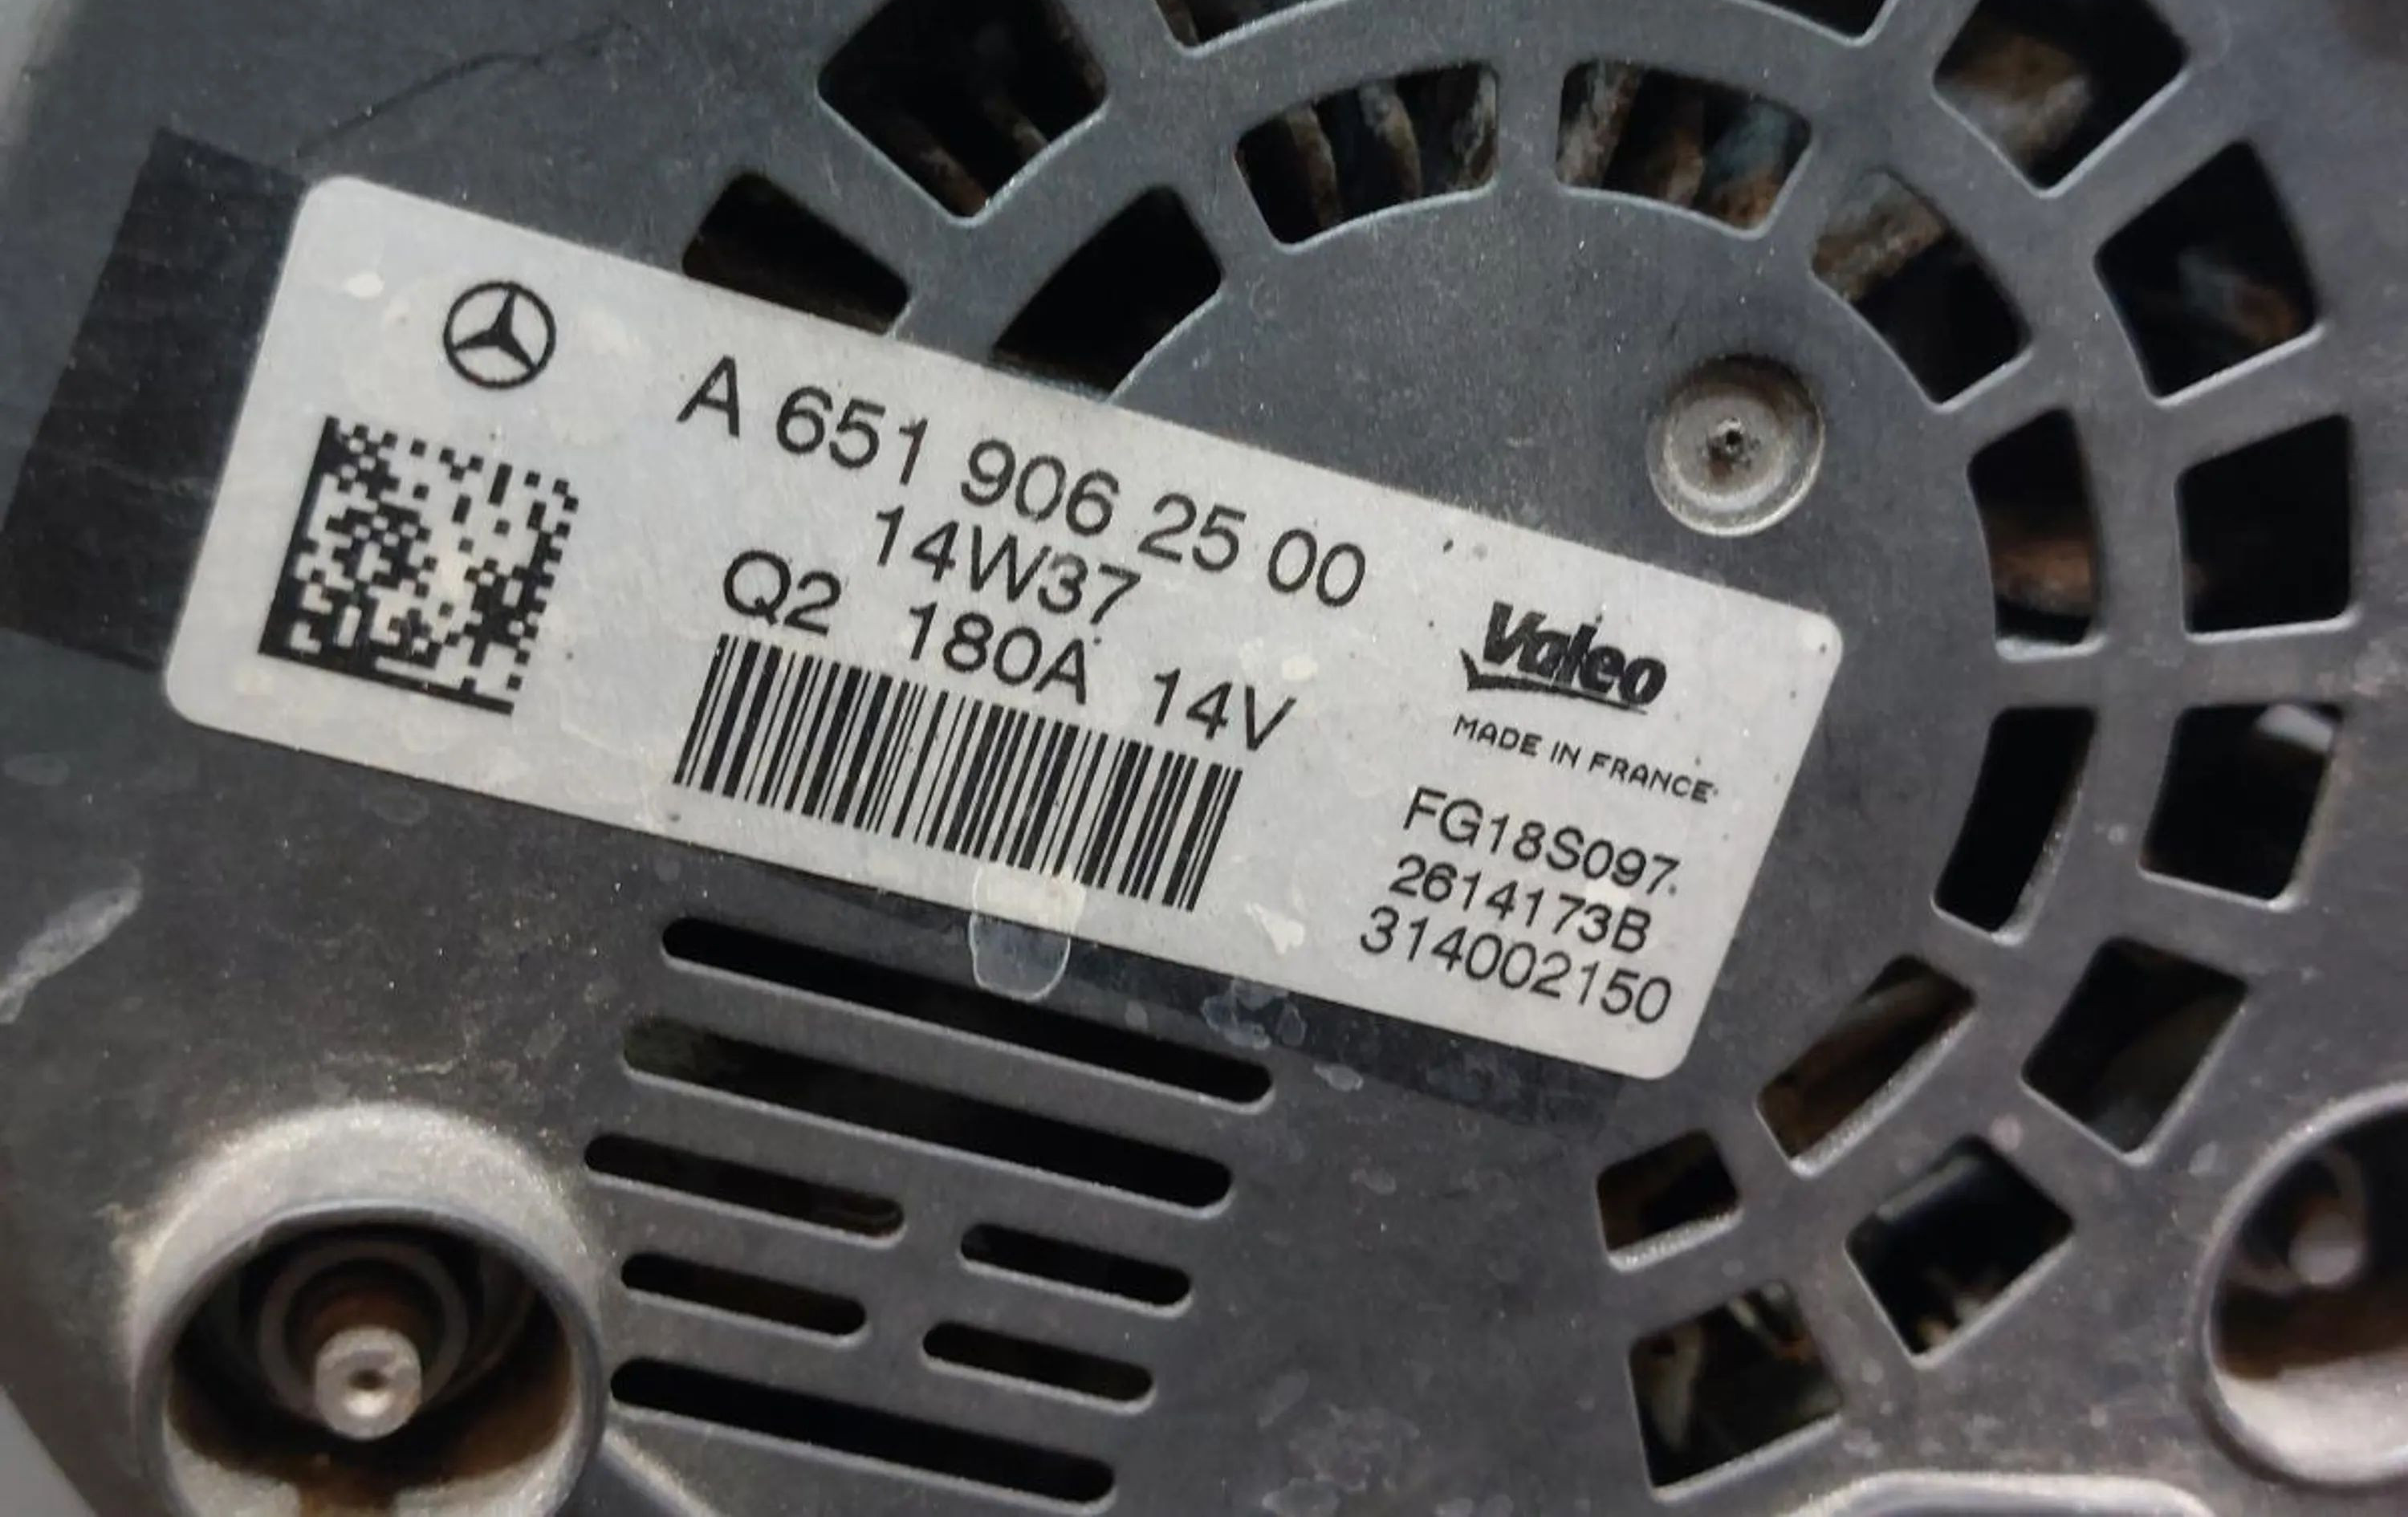 A 651 906 25 00
14W37
Q2 180A 14V
Valeo
MADE IN FRANCE
FG18S097
2614173B
314002150